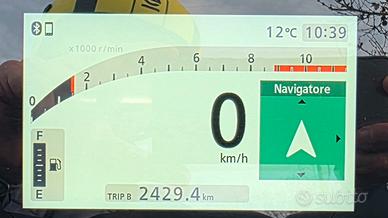 12°C 10:39
x1000 r/min
0 2 4 6 8 10
Navigatore
0
km/h
F
E
TRIP B 2429.4 km
subito